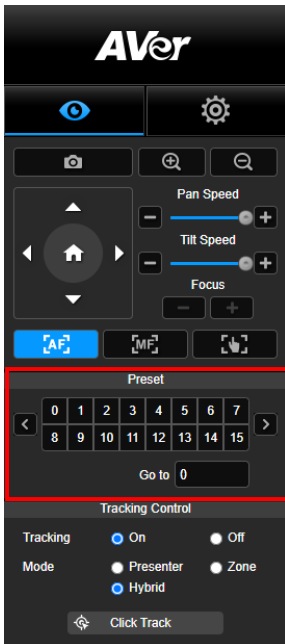 AVer
Pan Speed
Tilt Speed
Focus
AF
MF
Preset
0 1 2 3 4 5 6 7
8 9 10 11 12 13 14 15
Go to 0
Tracking Control
Tracking On Off
Mode Presenter Zone
Hybrid
Click Track